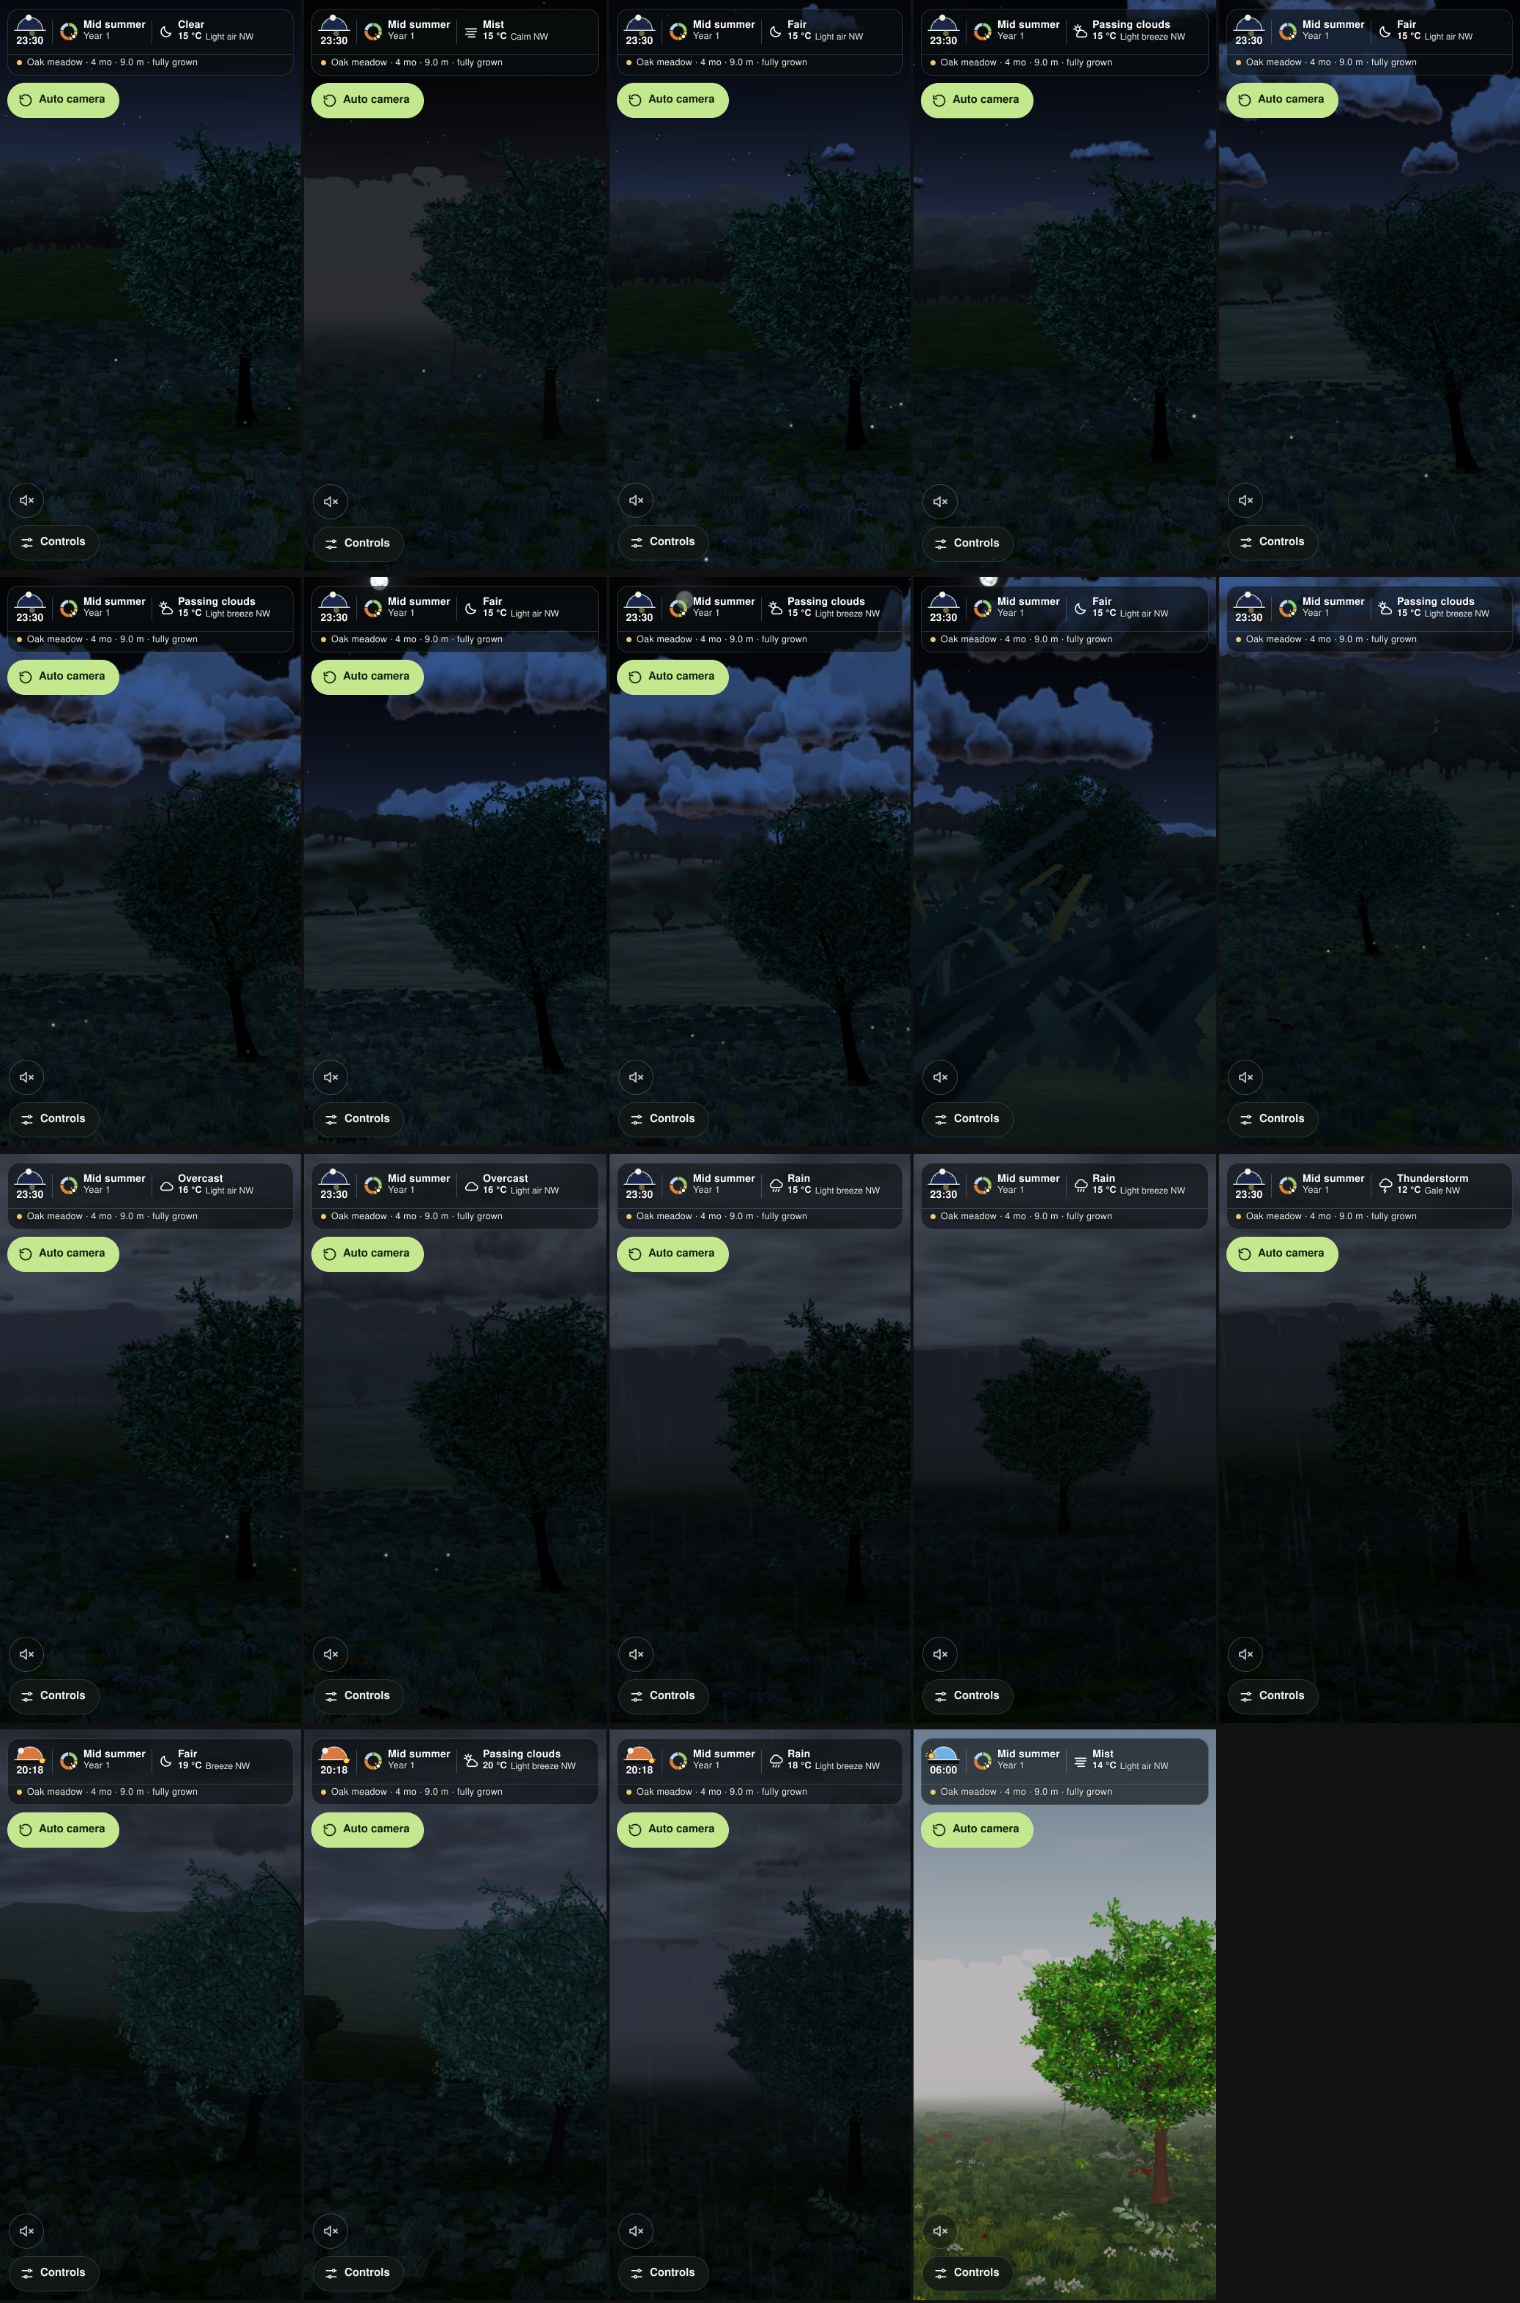 Mid summer Clear
23:30 Year 1 15 °C Light air NW
Oak meadow · 4 mo · 9.0 m · fully grown
Auto camera
Controls
Mid summer Mist
23:30 Year 1 15 °C Calm NW
Oak meadow · 4 mo · 9.0 m · fully grown
Auto camera
Controls
Mid summer Fair
23:30 Year 1 15 °C Light air NW
Oak meadow · 4 mo · 9.0 m · fully grown
Auto camera
Controls
Mid summer Passing clouds
23:30 Year 1 15 °C Light breeze NW
Oak meadow · 4 mo · 9.0 m · fully grown
Auto camera
Controls
Mid summer Fair
23:30 Year 1 15 °C Light air NW
Oak meadow · 4 mo · 9.0 m · fully grown
Auto camera
Controls
Mid summer Passing clouds
23:30 Year 1 15 °C Light breeze NW
Oak meadow · 4 mo · 9.0 m · fully grown
Auto camera
Controls
Mid summer Fair
23:30 Year 1 15 °C Light air NW
Oak meadow · 4 mo · 9.0 m · fully grown
Auto camera
Controls
Mid summer Passing clouds
23:30 Year 1 15 °C Light breeze NW
Oak meadow · 4 mo · 9.0 m · fully grown
Auto camera
Controls
Mid summer Fair
23:30 Year 1 15 °C Light air NW
Oak meadow · 4 mo · 9.0 m · fully grown
Controls
Mid summer Passing clouds
23:30 Year 1 15 °C Light breeze NW
Oak meadow · 4 mo · 9.0 m · fully grown
Controls
Mid summer Overcast
23:30 Year 1 16 °C Light air NW
Oak meadow · 4 mo · 9.0 m · fully grown
Auto camera
Controls
Mid summer Overcast
23:30 Year 1 16 °C Light air NW
Oak meadow · 4 mo · 9.0 m · fully grown
Auto camera
Controls
Mid summer Rain
23:30 Year 1 15 °C Light breeze NW
Oak meadow · 4 mo · 9.0 m · fully grown
Auto camera
Controls
Mid summer Rain
23:30 Year 1 15 °C Light breeze NW
Oak meadow · 4 mo · 9.0 m · fully grown
Controls
Mid summer Thunderstorm
23:30 Year 1 12 °C Gale NW
Oak meadow · 4 mo · 9.0 m · fully grown
Auto camera
Controls
Mid summer Fair
20:18 Year 1 19 °C Breeze NW
Oak meadow · 4 mo · 9.0 m · fully grown
Auto camera
Controls
Mid summer Passing clouds
20:18 Year 1 20 °C Light breeze NW
Oak meadow · 4 mo · 9.0 m · fully grown
Auto camera
Controls
Mid summer Rain
20:18 Year 1 18 °C Light breeze NW
Oak meadow · 4 mo · 9.0 m · fully grown
Auto camera
Controls
Mid summer Mist
06:00 Year 1 14 °C Light air NW
Oak meadow · 4 mo · 9.0 m · fully grown
Auto camera
Controls